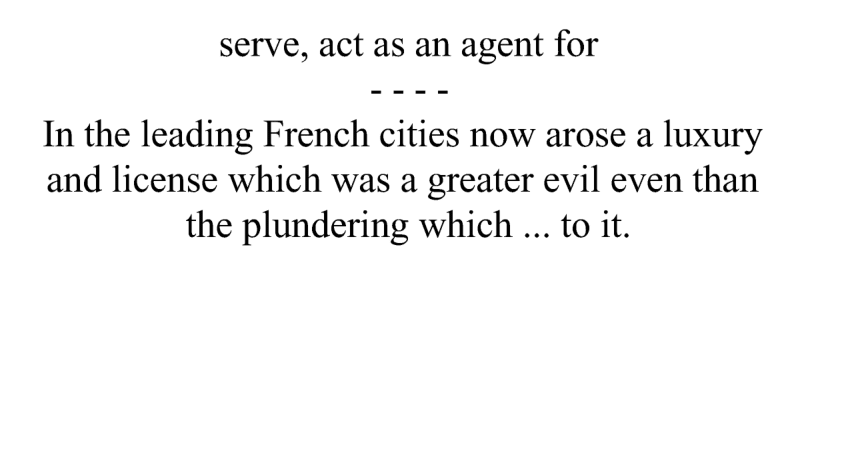 serve, act as an agent for
- - - -
In the leading French cities now arose a luxury
and license which was a greater evil even than
the plundering which ... to it.